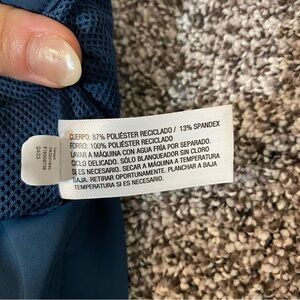 CUERPO: 87% POLIÉSTER RECICLADO / 13% SPANDEX
FORRO: 100% POLIÉSTER RECICLADO
LAVAR A MÁQUINA CON AGUA FRÍA POR SEPARADO.
CICLO DELICADO. SÓLO BLANQUEADOR SIN CLORO
SI ES NECESARIO. SECAR A MÁQUINA A TEMPERATURA
BAJA. RETIRAR OPORTUNAMENTE. PLANCHAR A BAJA
TEMPERATURA SI ES NECESARIO.
Q4/23